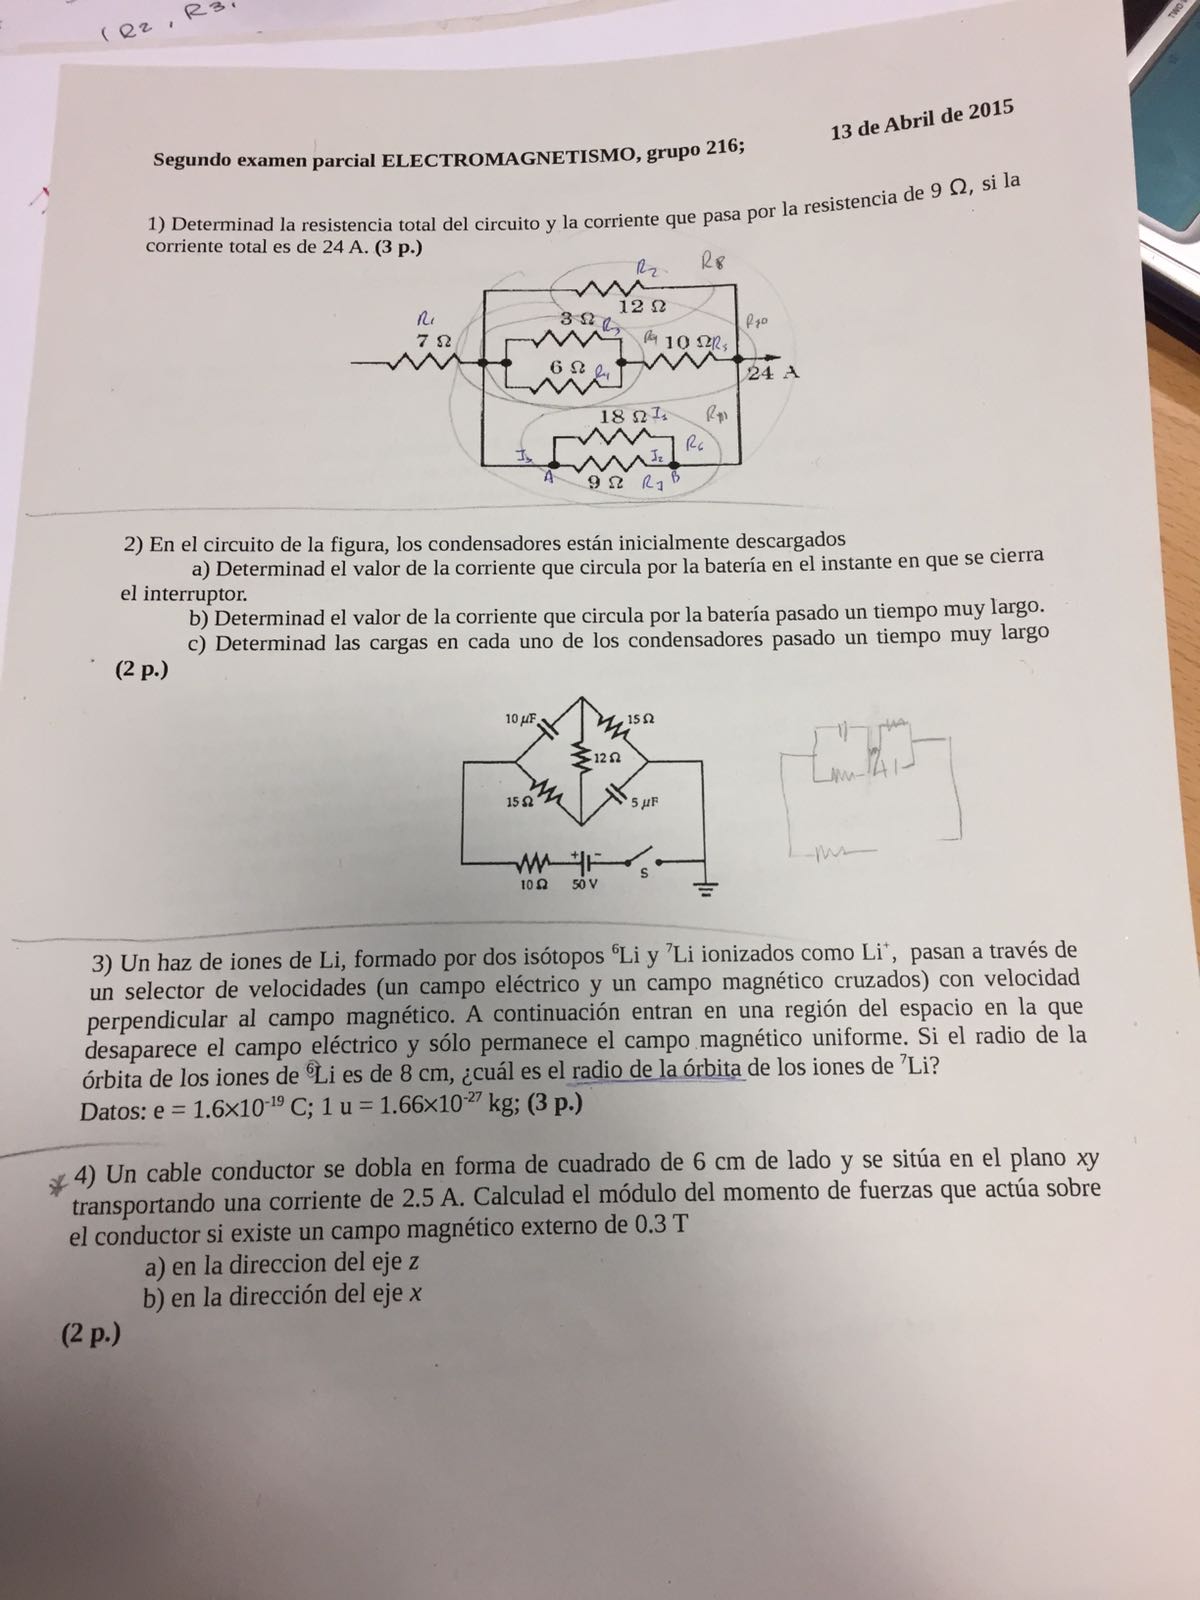 ( R2 , R3,
TWO
13 de Abril de 2015
Segundo examen parcial ELECTROMAGNETISMO, grupo 216;
1) Determinad la resistencia total del circuito y la corriente que pasa por la resistencia de 9 Ω, si la
corriente total es de 24 A. (3 p.)
R2 R8
12 Ω
R1 3 Ω R3 R10
7 Ω R9 10 Ω R5
6 Ω R4 24 A
18 Ω I1 R11
R6
I3 I2
A 9 Ω R7 B
2) En el circuito de la figura, los condensadores están inicialmente descargados
a) Determinad el valor de la corriente que circula por la batería en el instante en que se cierra
el interruptor.
b) Determinad el valor de la corriente que circula por la batería pasado un tiempo muy largo.
c) Determinad las cargas en cada uno de los condensadores pasado un tiempo muy largo
(2 p.)
10 μF 15 Ω
12 Ω
15 Ω 5 μF
+ -
10 Ω 50 V S
3) Un haz de iones de Li, formado por dos isótopos ⁶Li y ⁷Li ionizados como Li⁺, pasan a través de
un selector de velocidades (un campo eléctrico y un campo magnético cruzados) con velocidad
perpendicular al campo magnético. A continuación entran en una región del espacio en la que
desaparece el campo eléctrico y sólo permanece el campo magnético uniforme. Si el radio de la
órbita de los iones de ⁶Li es de 8 cm, ¿cuál es el radio de la órbita de los iones de ⁷Li?
Datos: e = 1.6×10⁻¹⁹ C; 1 u = 1.66×10⁻²⁷ kg; (3 p.)
* 4) Un cable conductor se dobla en forma de cuadrado de 6 cm de lado y se sitúa en el plano xy
transportando una corriente de 2.5 A. Calculad el módulo del momento de fuerzas que actúa sobre
el conductor si existe un campo magnético externo de 0.3 T
a) en la direccion del eje z
b) en la dirección del eje x
(2 p.)